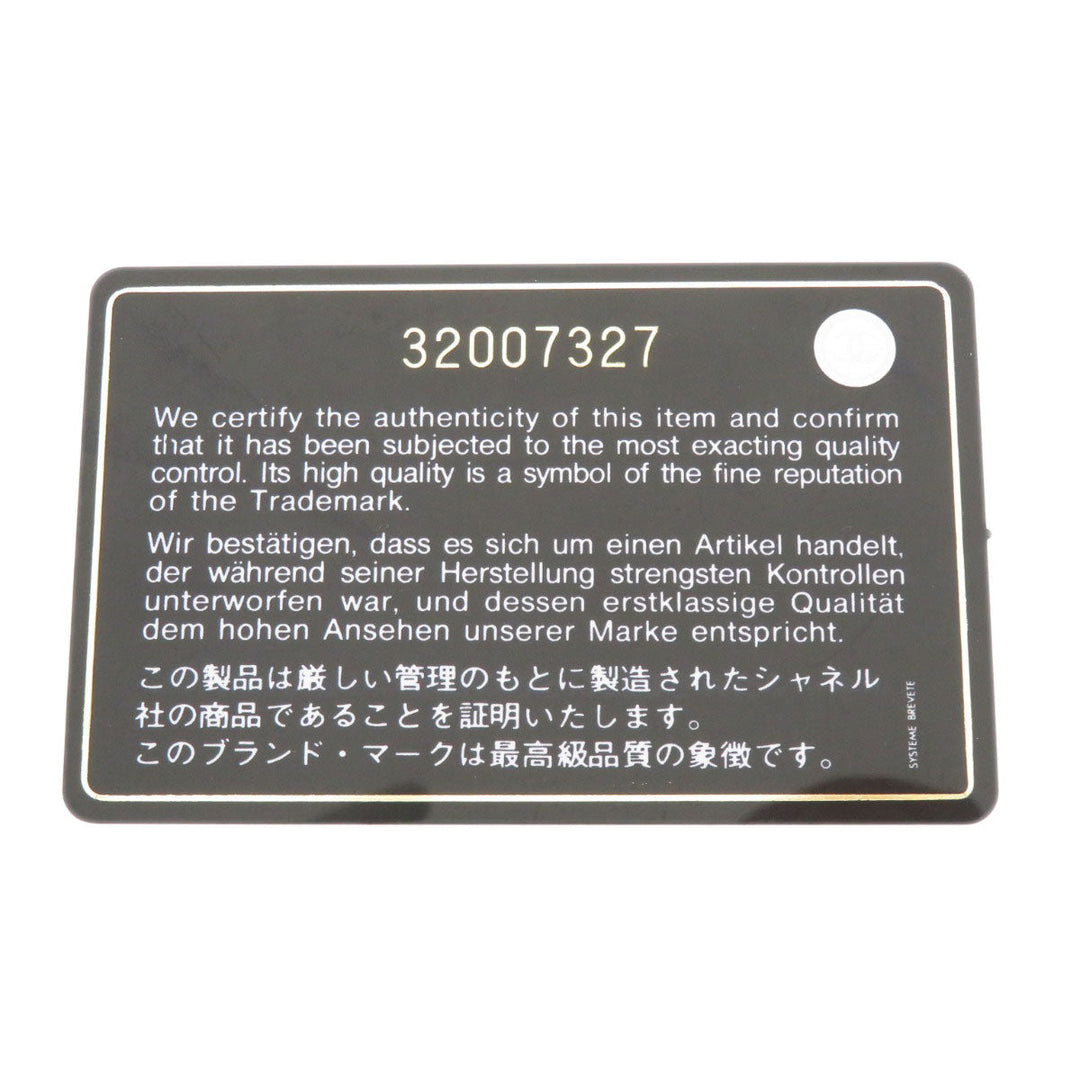 32007327
We certify the authenticity of this item and confirm
that it has been subjected to the most exacting quality
control. Its high quality is a symbol of the fine reputation
of the Trademark.
Wir bestätigen, dass es sich um einen Artikel handelt,
der während seiner Herstellung strengsten Kontrollen
unterworfen war, und dessen erstklassige Qualität
dem hohen Ansehen unserer Marke entspricht.
この製品は厳しい管理のもとに製造されたシャネル
社の商品であることを証明いたします。
このブランド・マークは最高級品質の象徴です。
SYSTEME BREVETE